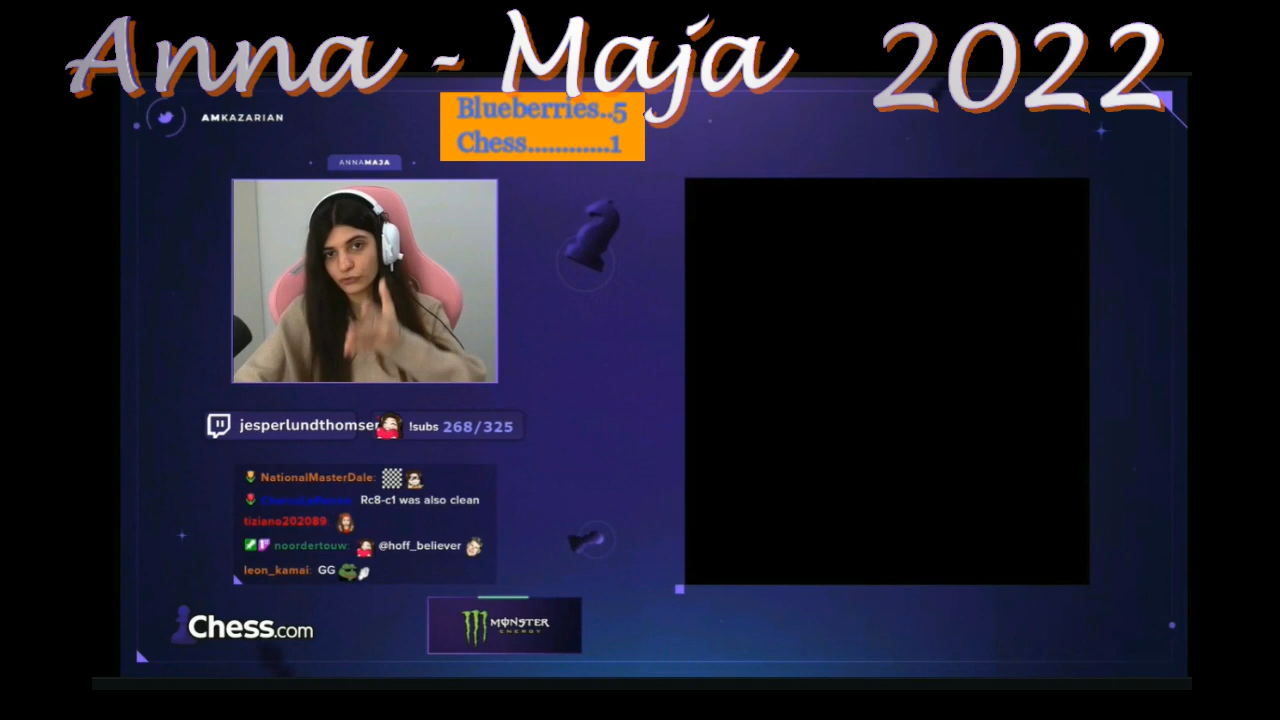 Anna - Maja 2022
AMKAZARIAN
Blueberries..5
Chess............1
ANNAMAJA
jesperlundthomser
!subs 268/325
NationalMasterDale:
Rc8-c1 was also clean
tiziano202089:
noordertouw: @hoff_believer
leon_kamai: GG
Chess.com
MONSTER
ENERGY